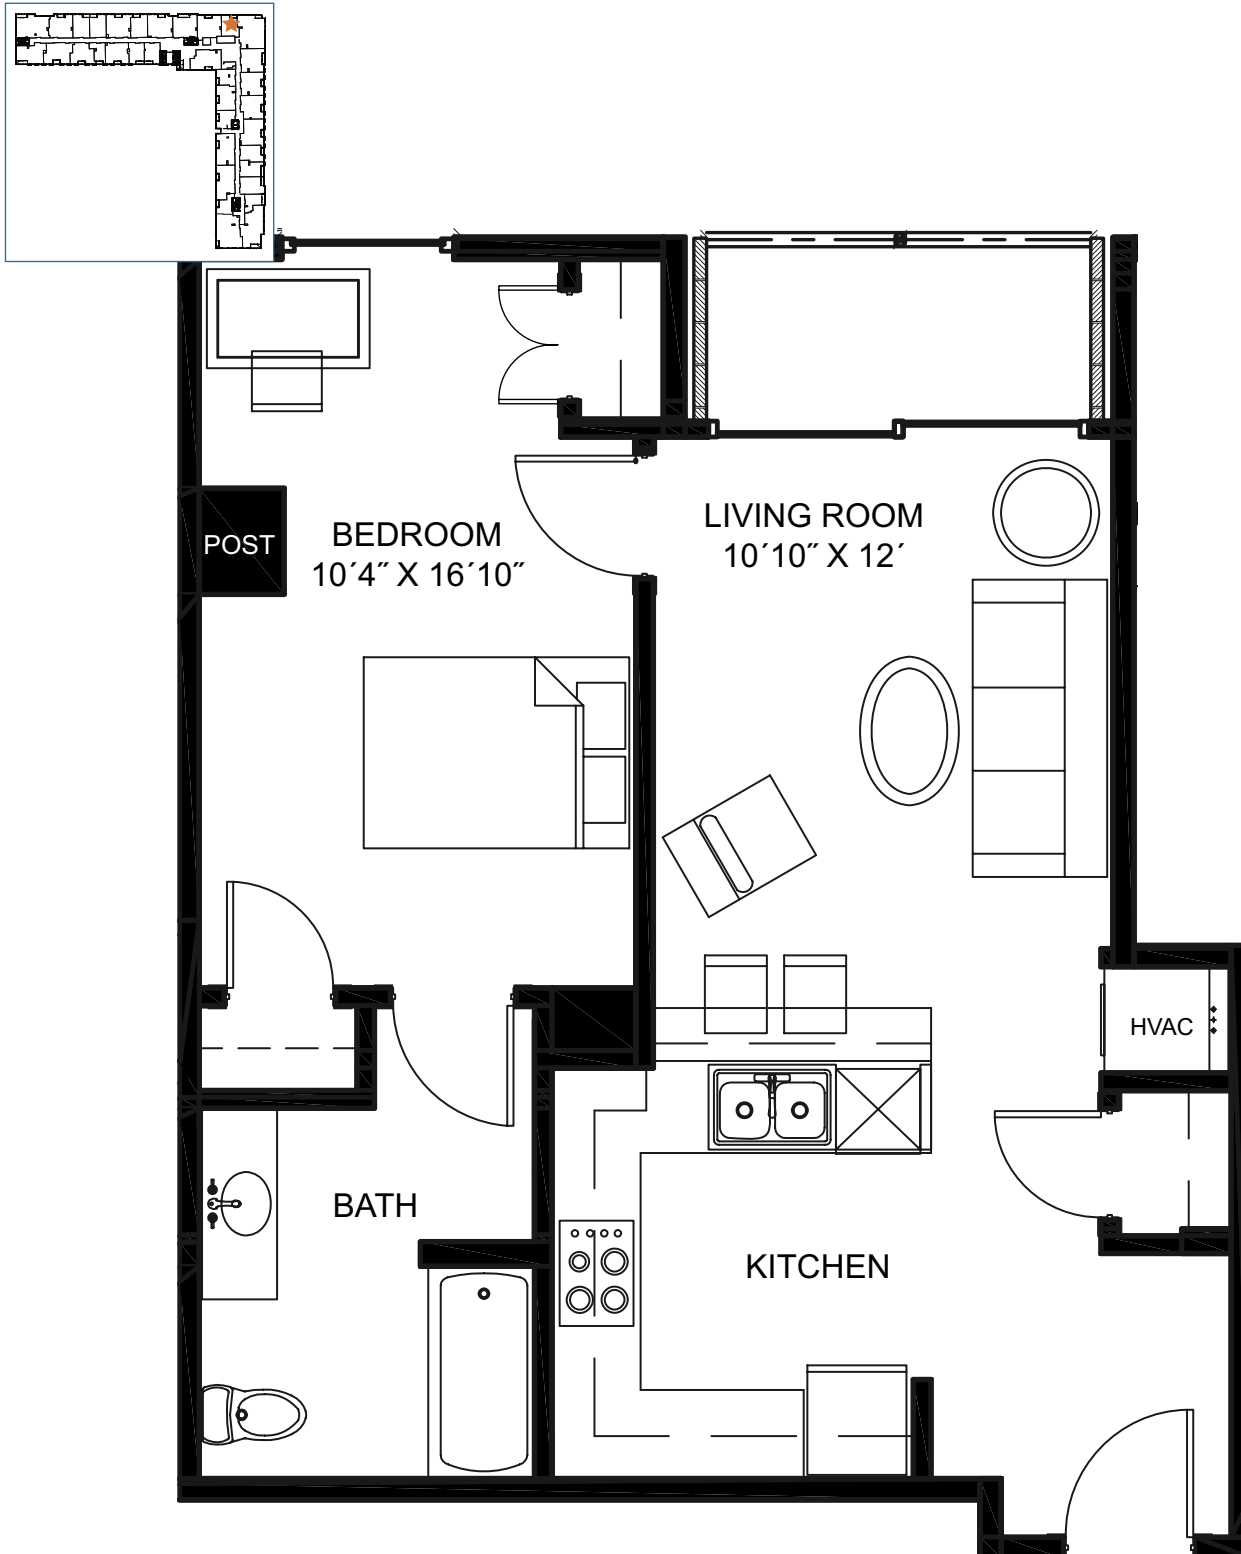 POST
BEDROOM
10´4˝ X 16´10˝
LIVING ROOM
10´10˝ X 12´
HVAC
BATH
KITCHEN